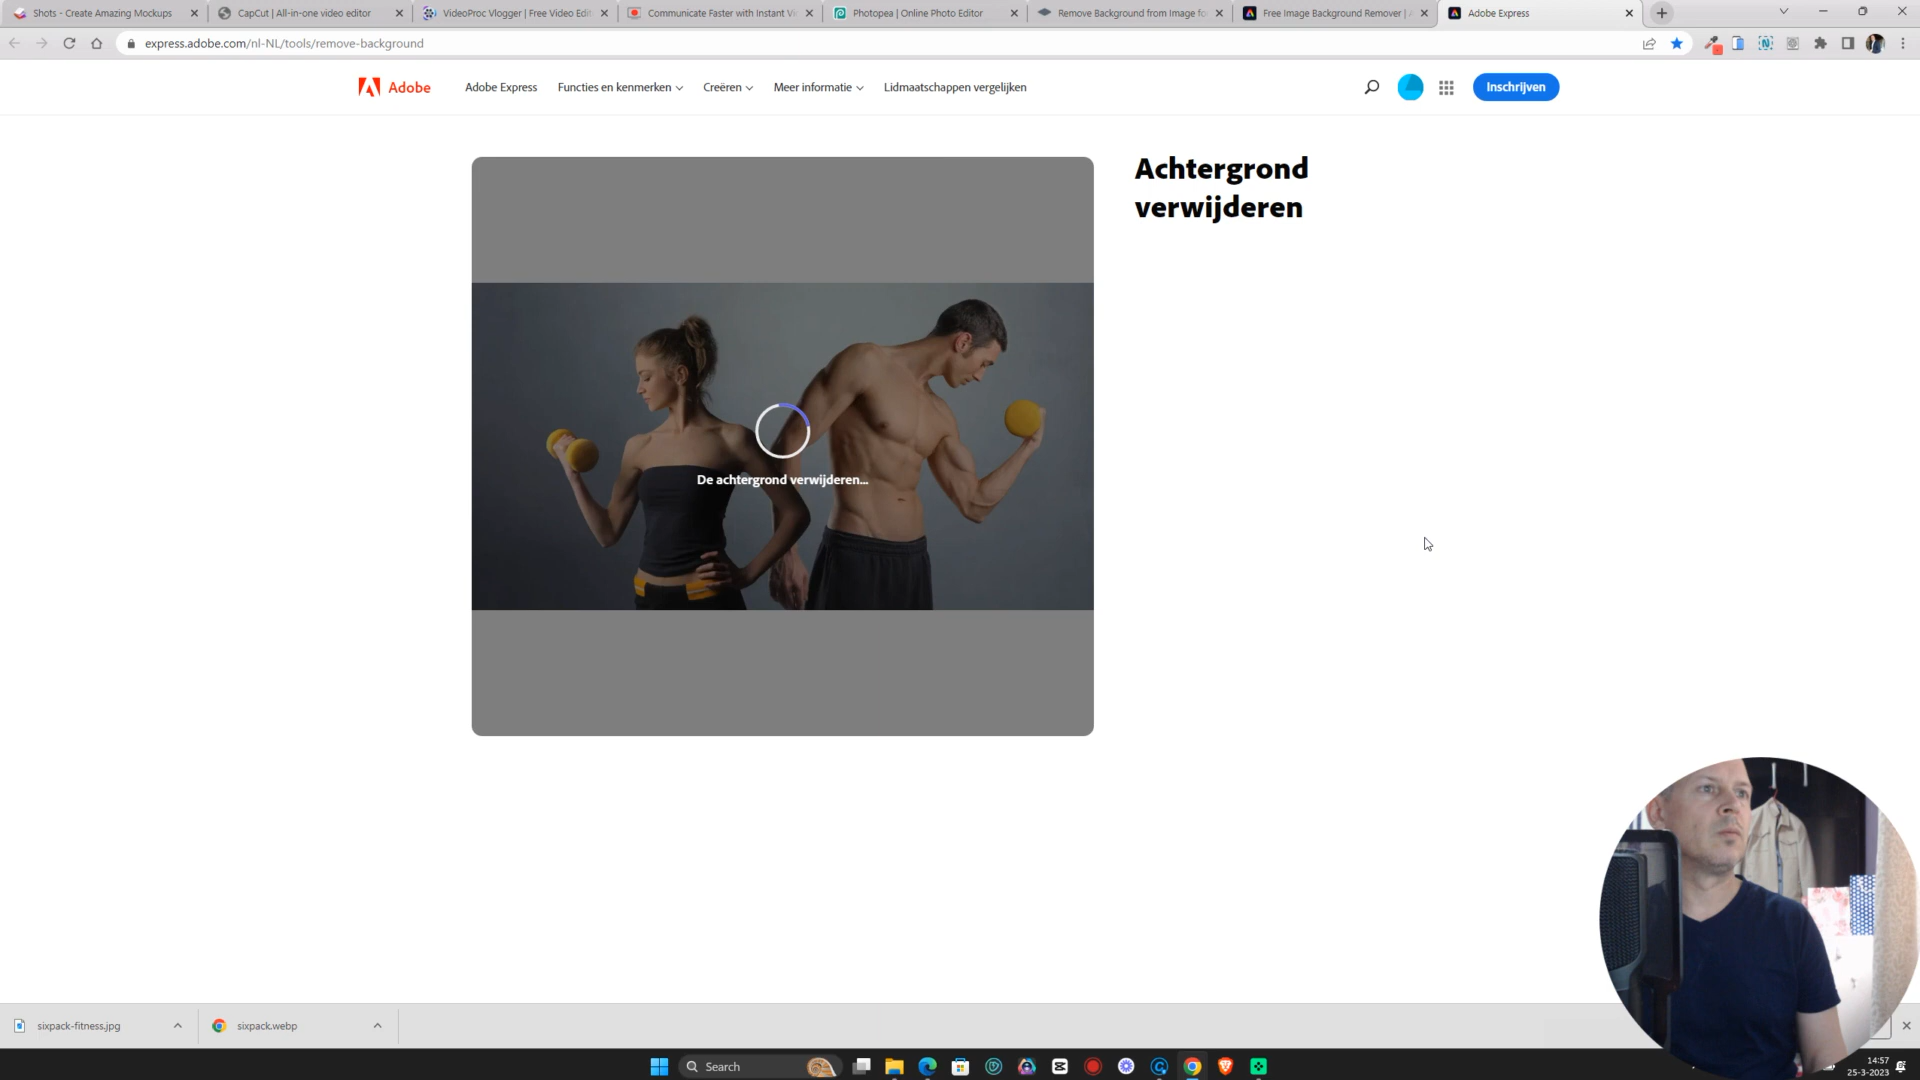 Shots - Create Amazing Mockups
CapCut | All-in-one video editor
VideoProc Vlogger | Free Video Edit
Communicate Faster with Instant V
Photopea | Online Photo Editor
Remove Background from Image fo
Free Image Background Remover | A
Adobe Express
express.adobe.com/nl-NL/tools/remove-background
Adobe
Adobe Express
Functies en kenmerken
Creëren
Meer informatie
Lidmaatschappen vergelijken
Inschrijven
Achtergrond
verwijderen
De achtergrond verwijderen...
sixpack-fitness.jpg
sixpack.webp
Search
14:57
25-3-2023